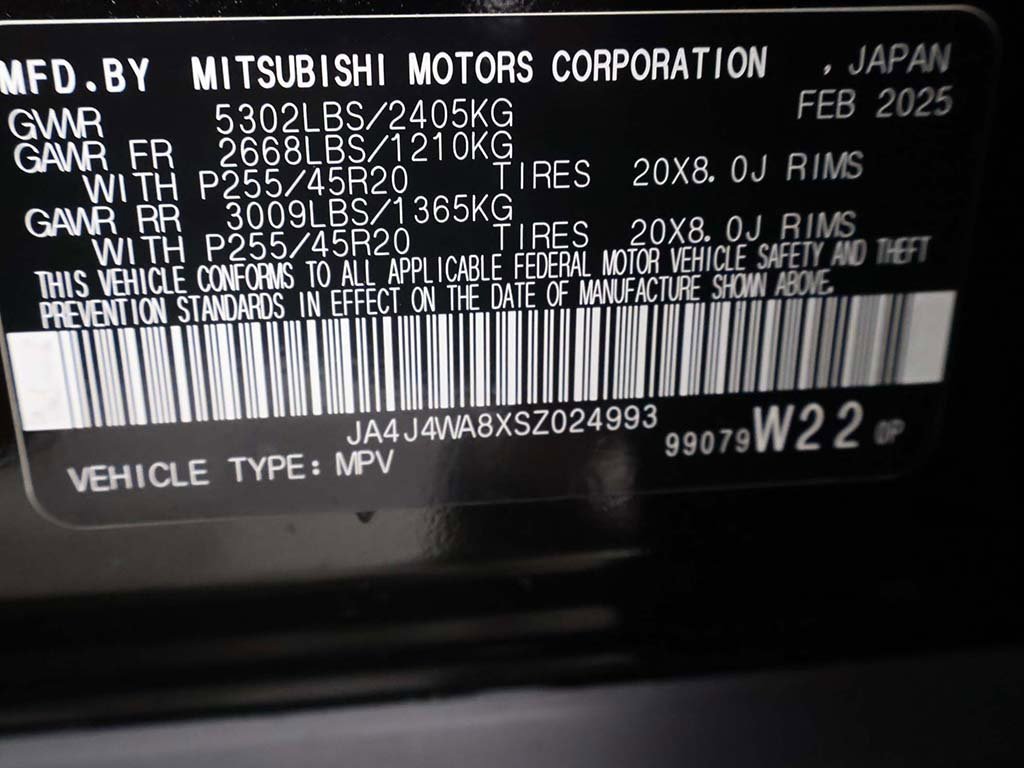 MFD.BY MITSUBISHI MOTORS CORPORATION , JAPAN
FEB 2025
GVWR 5302LBS/2405KG
GAWR FR 2668LBS/1210KG
WITH P255/45R20 TIRES 20X8.0J RIMS
GAWR RR 3009LBS/1365KG
WITH P255/45R20 TIRES 20X8.0J RIMS
THIS VEHICLE CONFORMS TO ALL APPLICABLE FEDERAL MOTOR VEHICLE SAFETY AND THEFT
PREVENTION STANDARDS IN EFFECT ON THE DATE OF MANUFACTURE SHOWN ABOVE.
JA4J4WA8XSZ024993
99079 W22 0P
VEHICLE TYPE: MPV